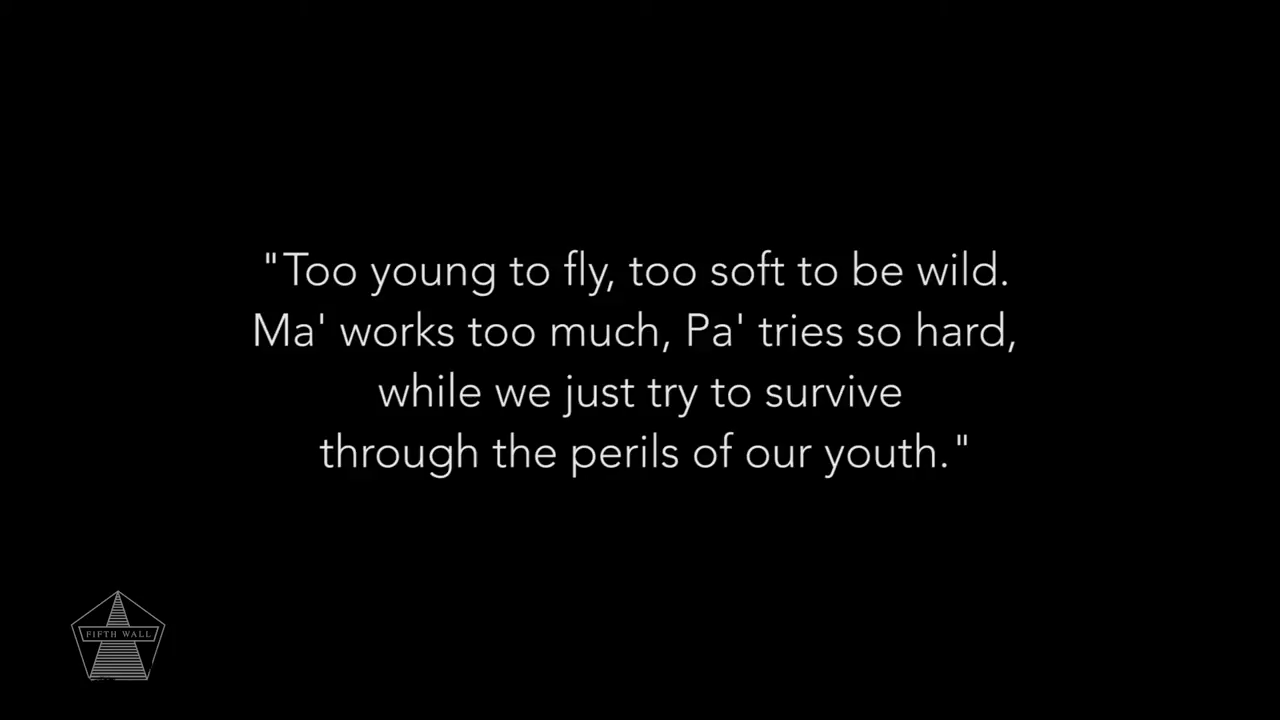 "Too young to fly, too soft to be wild.
Ma' works too much, Pa' tries so hard,
while we just try to survive
through the perils of our youth."
FIFTH WALL